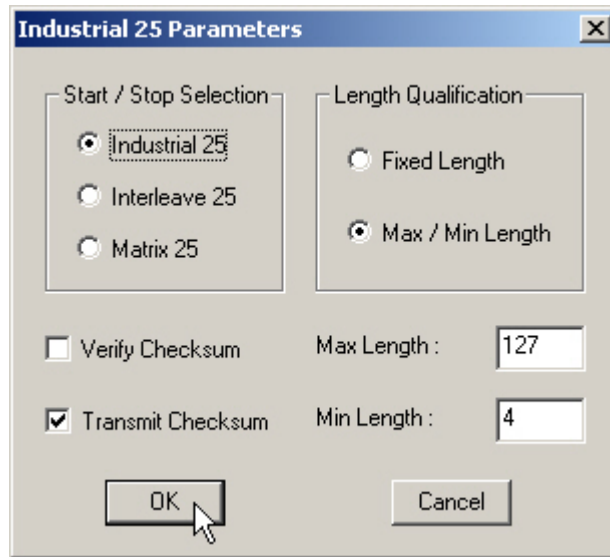 Industrial 25 Parameters
Start / Stop Selection
Industrial 25
Interleave 25
Matrix 25
Length Qualification
Fixed Length
Max / Min Length
Verify Checksum
Transmit Checksum
Max Length :
127
Min Length :
4
OK
Cancel